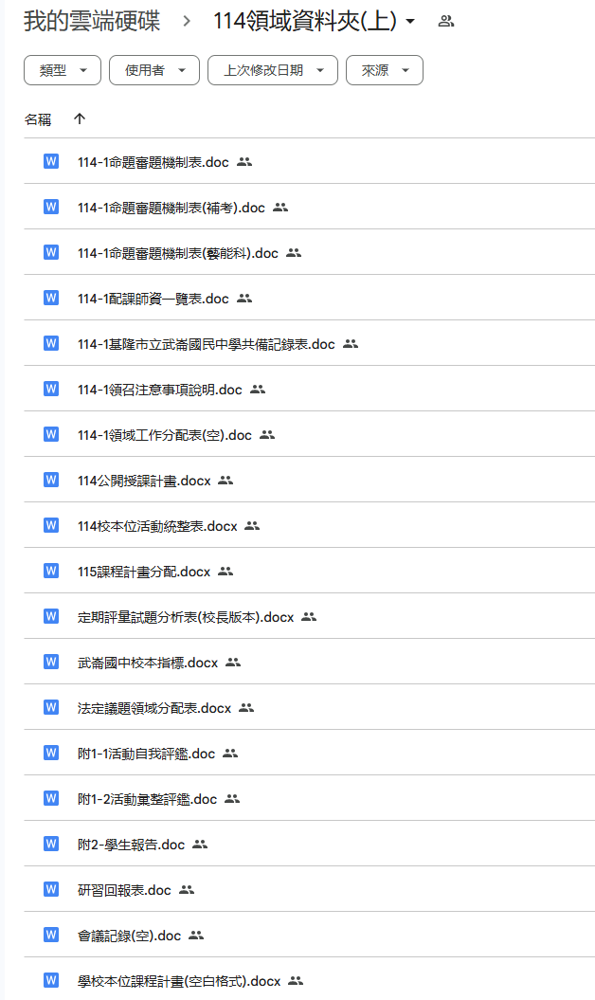 我的雲端硬碟 > 114領域資料夾(上)
類型 使用者 上次修改日期 來源
名稱 ↑
W 114-1命題審題機制表.doc
W 114-1命題審題機制表(補考).doc
W 114-1命題審題機制表(藝能科).doc
W 114-1配課師資一覽表.doc
W 114-1基隆市立武崙國民中學共備記錄表.doc
W 114-1領召注意事項說明.doc
W 114-1領域工作分配表(空).doc
W 114公開授課計畫.docx
W 114校本位活動統整表.docx
W 115課程計畫分配.docx
W 定期評量試題分析表(校長版本).docx
W 武崙國中校本指標.docx
W 法定議題領域分配表.docx
W 附1-1活動自我評鑑.doc
W 附1-2活動彙整評鑑.doc
W 附2-學生報告.doc
W 研習回報表.doc
W 會議記錄(空).doc
W 學校本位課程計畫(空白格式).docx